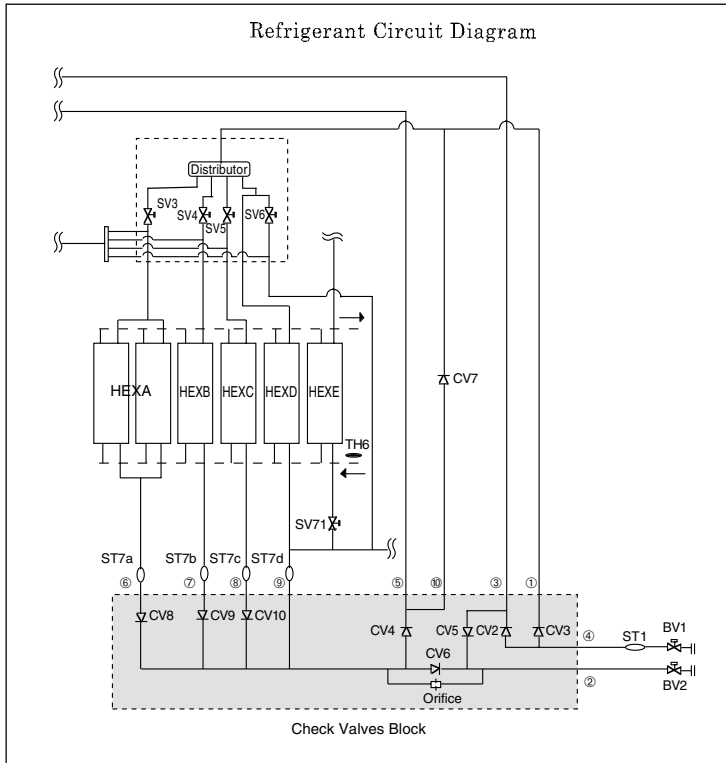 Refrigerant Circuit Diagram
Distributor
SV3
SV4
SV5
SV6
HEXA
HEXB
HEXC
HEXD
HEXE
CV7
TH6
SV71
ST7a
ST7b
ST7c
ST7d
⑥
⑦
⑧
⑨
⑤
⑩
③
①
CV8
CV9
CV10
CV4
CV5
CV2
CV3
④
ST1
BV1
CV6
②
BV2
Orifice
Check Valves Block